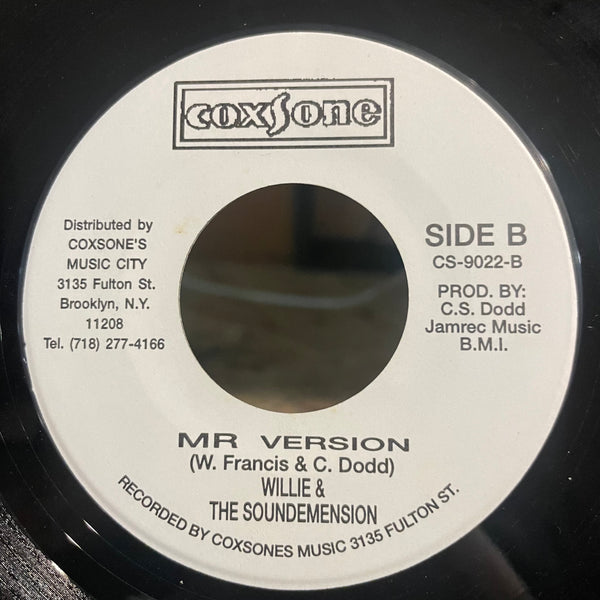 coxsone
Distributed by
COXSONE'S
MUSIC CITY
3135 Fulton St.
Brooklyn, N.Y.
11208
Tel. (718) 277-4166
SIDE B
CS-9022-B
PROD. BY:
C.S. Dodd
Jamrec Music
B.M.I.
MR VERSION
(W. Francis & C. Dodd)
WILLIE &
THE SOUNDEMENSION
RECORDED BY COXSONES MUSIC 3135 FULTON ST.